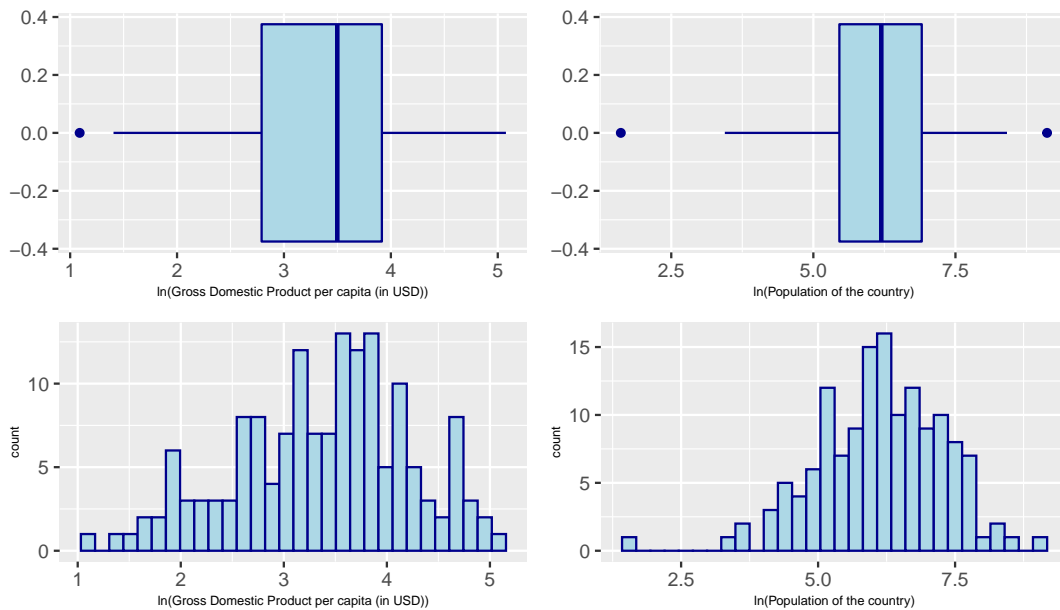 0.4
0.2
0.0
−0.2
−0.4
1 2 3 4 5
ln(Gross Domestic Product per capita (in USD))
0.4
0.2
0.0
−0.2
−0.4
2.5 5.0 7.5
ln(Population of the country)
count
10
5
0
1 2 3 4 5
ln(Gross Domestic Product per capita (in USD))
count
15
10
5
0
2.5 5.0 7.5
ln(Population of the country)